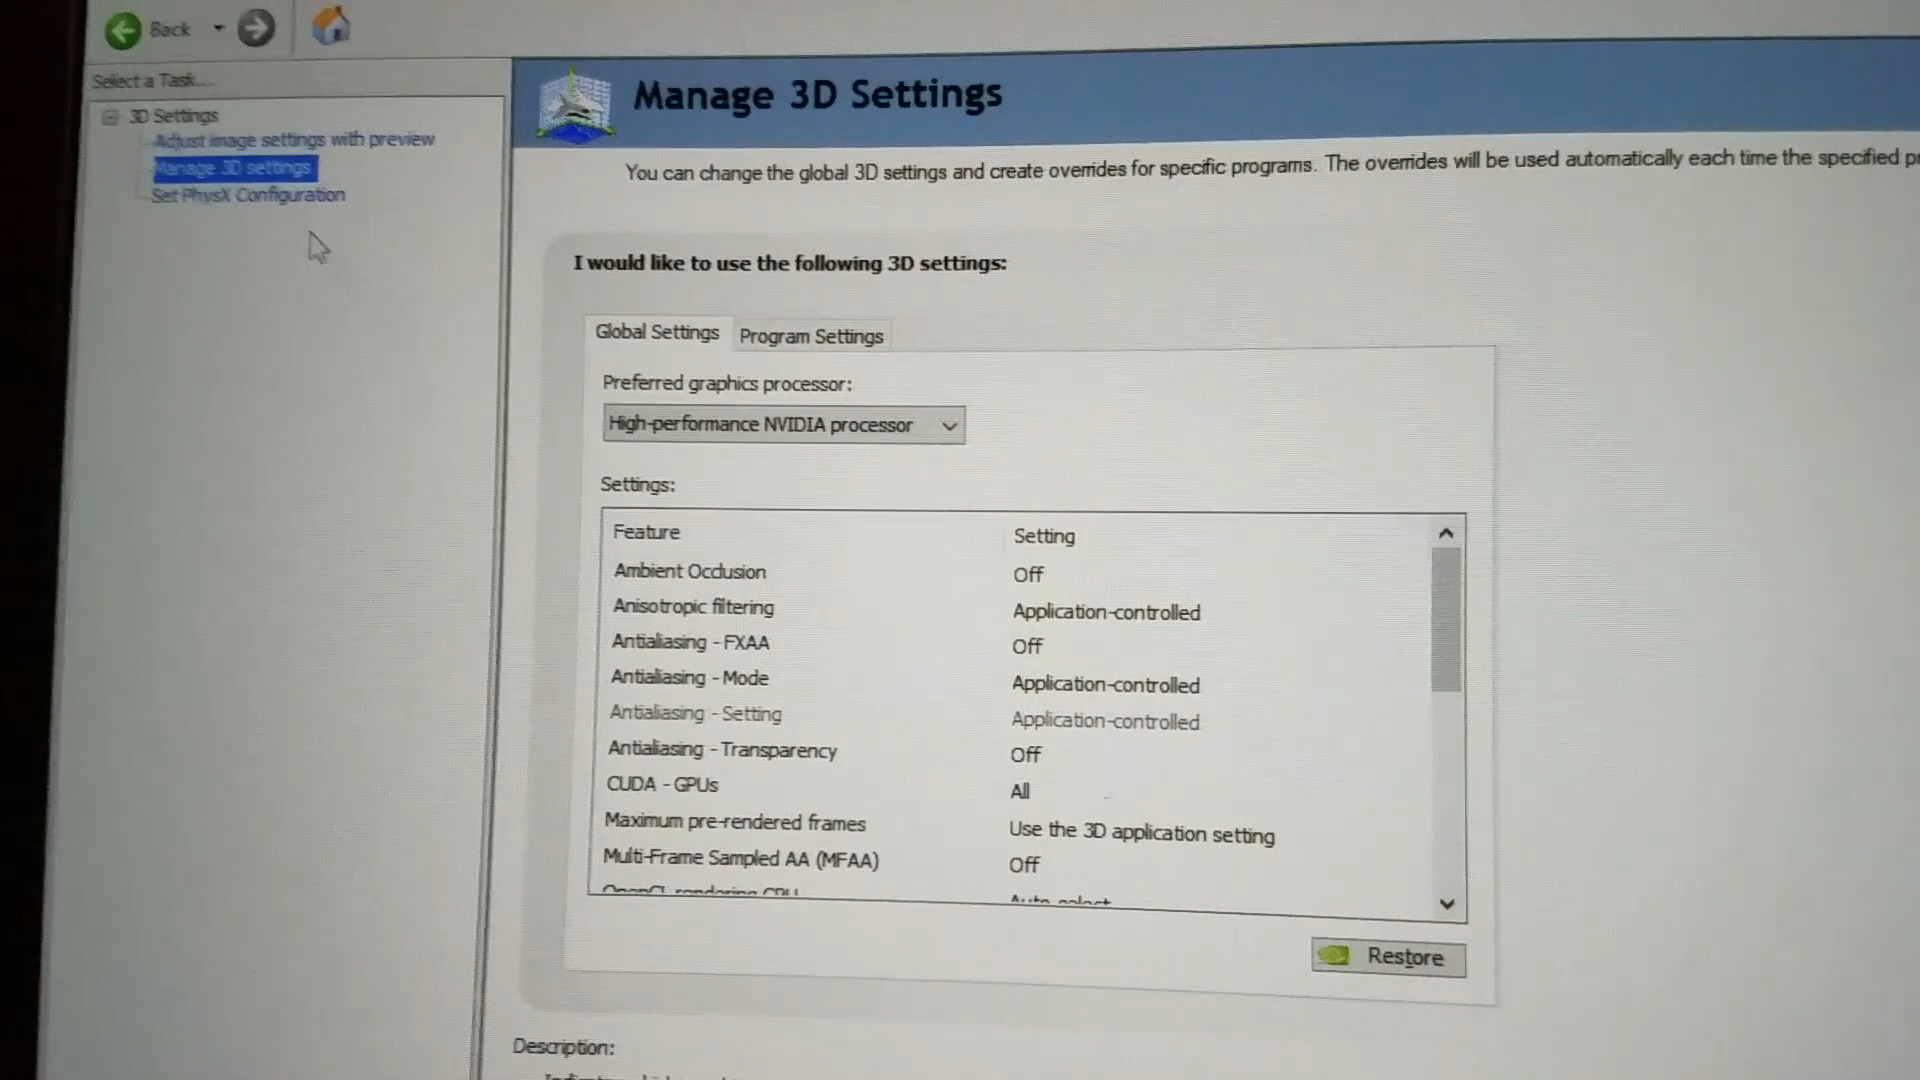 Back
Select a Task...
3D Settings
Adjust image settings with preview
Manage 3D settings
Set PhysX Configuration
Manage 3D Settings
You can change the global 3D settings and create overrides for specific programs. The overrides will be used automatically each time the specified
I would like to use the following 3D settings:
Global Settings
Program Settings
Preferred graphics processor:
High-performance NVIDIA processor
Settings:
Feature Setting
Ambient Occlusion Off
Anisotropic filtering Application-controlled
Antialiasing - FXAA Off
Antialiasing - Mode Application-controlled
Antialiasing - Setting Application-controlled
Antialiasing - Transparency Off
CUDA - GPUs All
Maximum pre-rendered frames Use the 3D application setting
Multi-Frame Sampled AA (MFAA) Off
OpenGL rendering GPU Auto-select
Restore
Description: